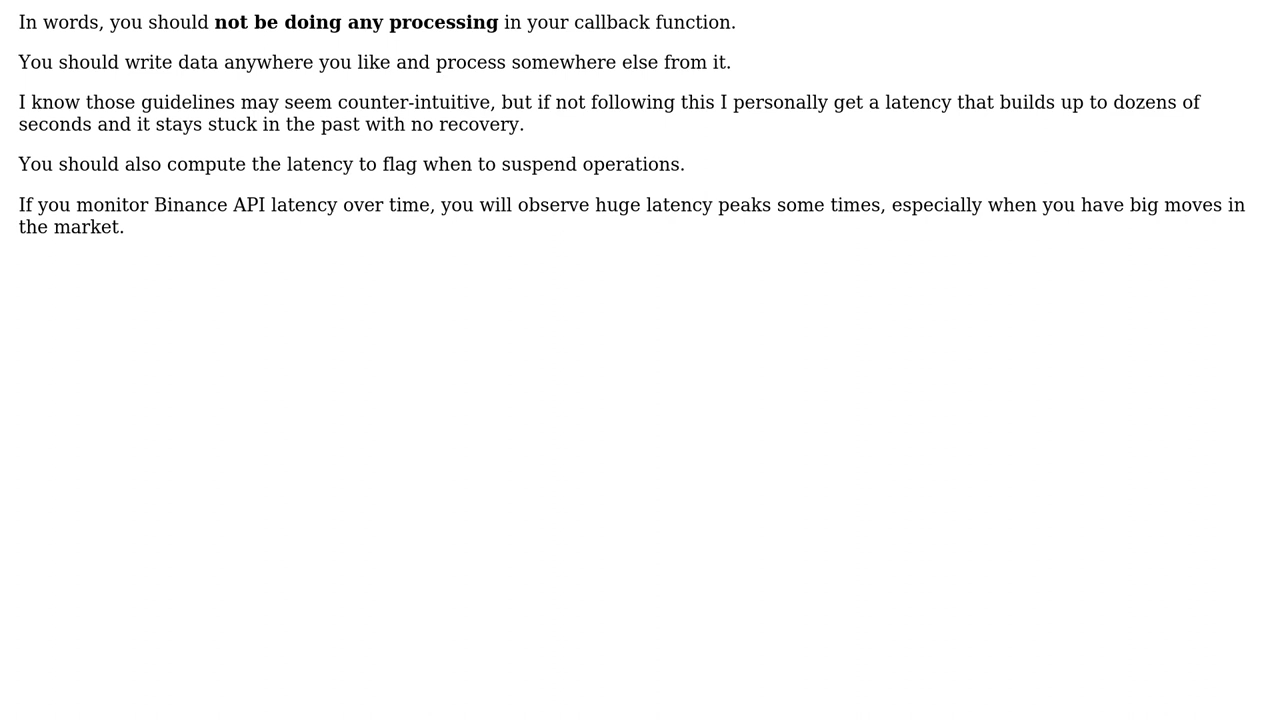 In words, you should not be doing any processing in your callback function.
You should write data anywhere you like and process somewhere else from it.
I know those guidelines may seem counter-intuitive, but if not following this I personally get a latency that builds up to dozens of
seconds and it stays stuck in the past with no recovery.
You should also compute the latency to flag when to suspend operations.
If you monitor Binance API latency over time, you will observe huge latency peaks some times, especially when you have big moves in
the market.